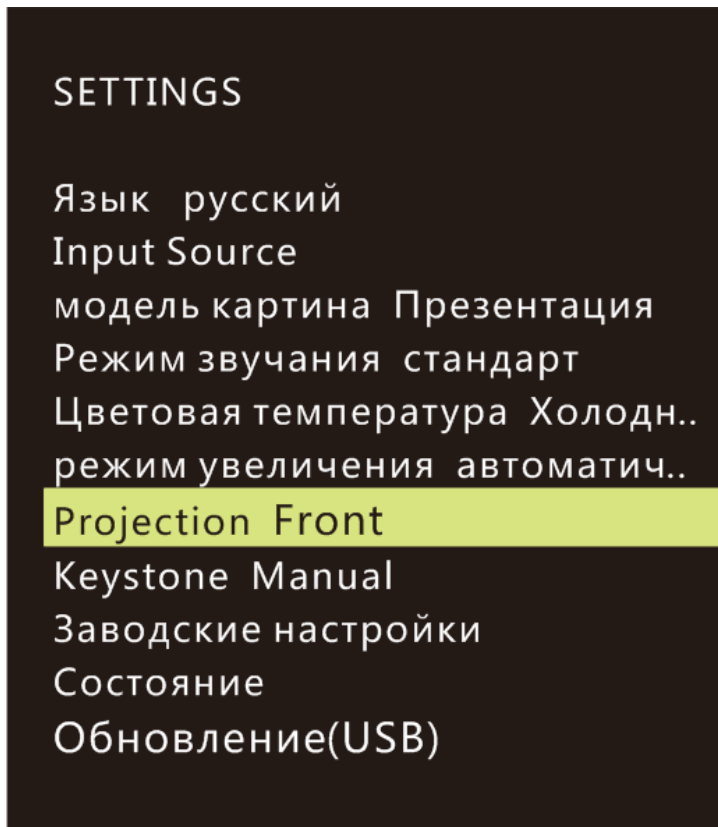 SETTINGS
Язык русский
Input Source
модель картина Презентация
Режим звучания стандарт
Цветовая температура Холодн..
режим увеличения автоматич..
Projection Front
Keystone Manual
Заводские настройки
Состояние
Обновление(USB)